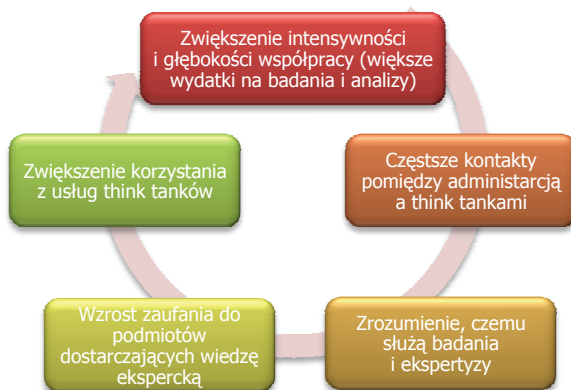 Zwiększenie intensywności
i głębokości współpracy (większe
wydatki na badania i analizy)
Częstsze kontakty
pomiędzy administarcją
a think tankami
Zrozumienie, czemu
służą badania
i ekspertyzy
Wzrost zaufania do
podmiotów
dostarczających wiedzę
ekspercką
Zwiększenie korzystania
z usług think tanków